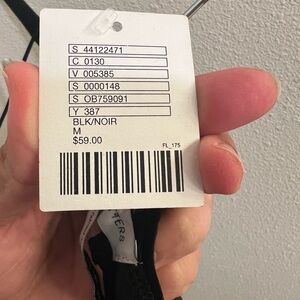 S 44122471
C 0130
V 005385
S 0000148
S OB759091
Y 387
BLK/NOIR
M
$59.00
FL_175